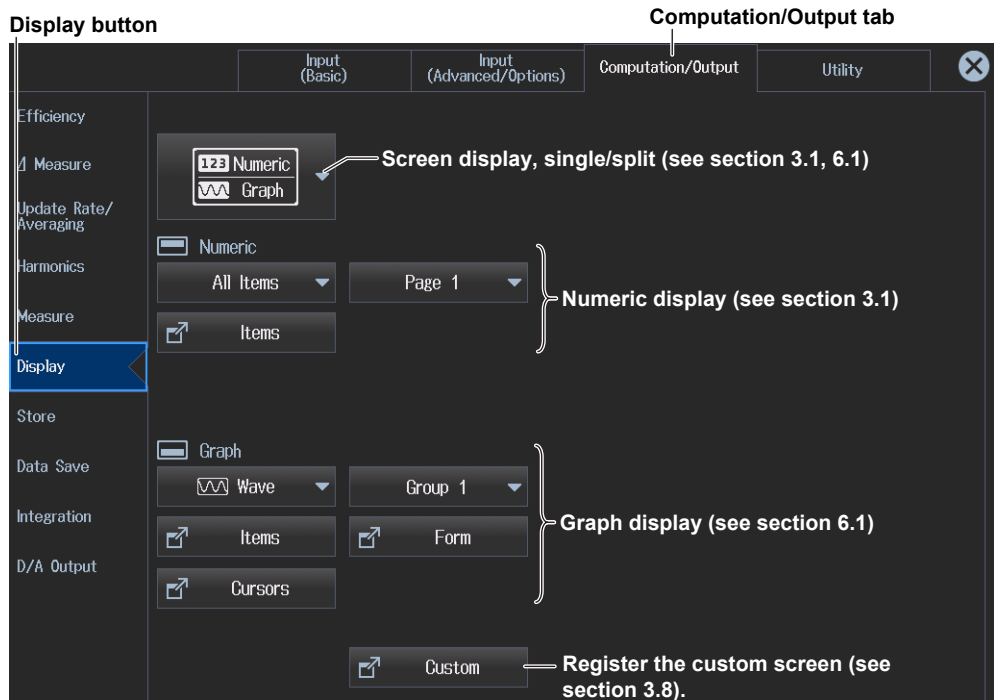 Display button
Computation/Output tab
Input
(Basic)
Input
(Advanced/Options)
Computation/Output
Utility
Efficiency
Δ Measure
Update Rate/
Averaging
Harmonics
Measure
Display
Store
Data Save
Integration
D/A Output
123 Numeric
Graph
Screen display, single/split (see section 3.1, 6.1)
Numeric
All Items
Page 1
Items
Numeric display (see section 3.1)
Graph
Wave
Group 1
Items
Form
Cursors
Graph display (see section 6.1)
Custom
Register the custom screen (see
section 3.8).